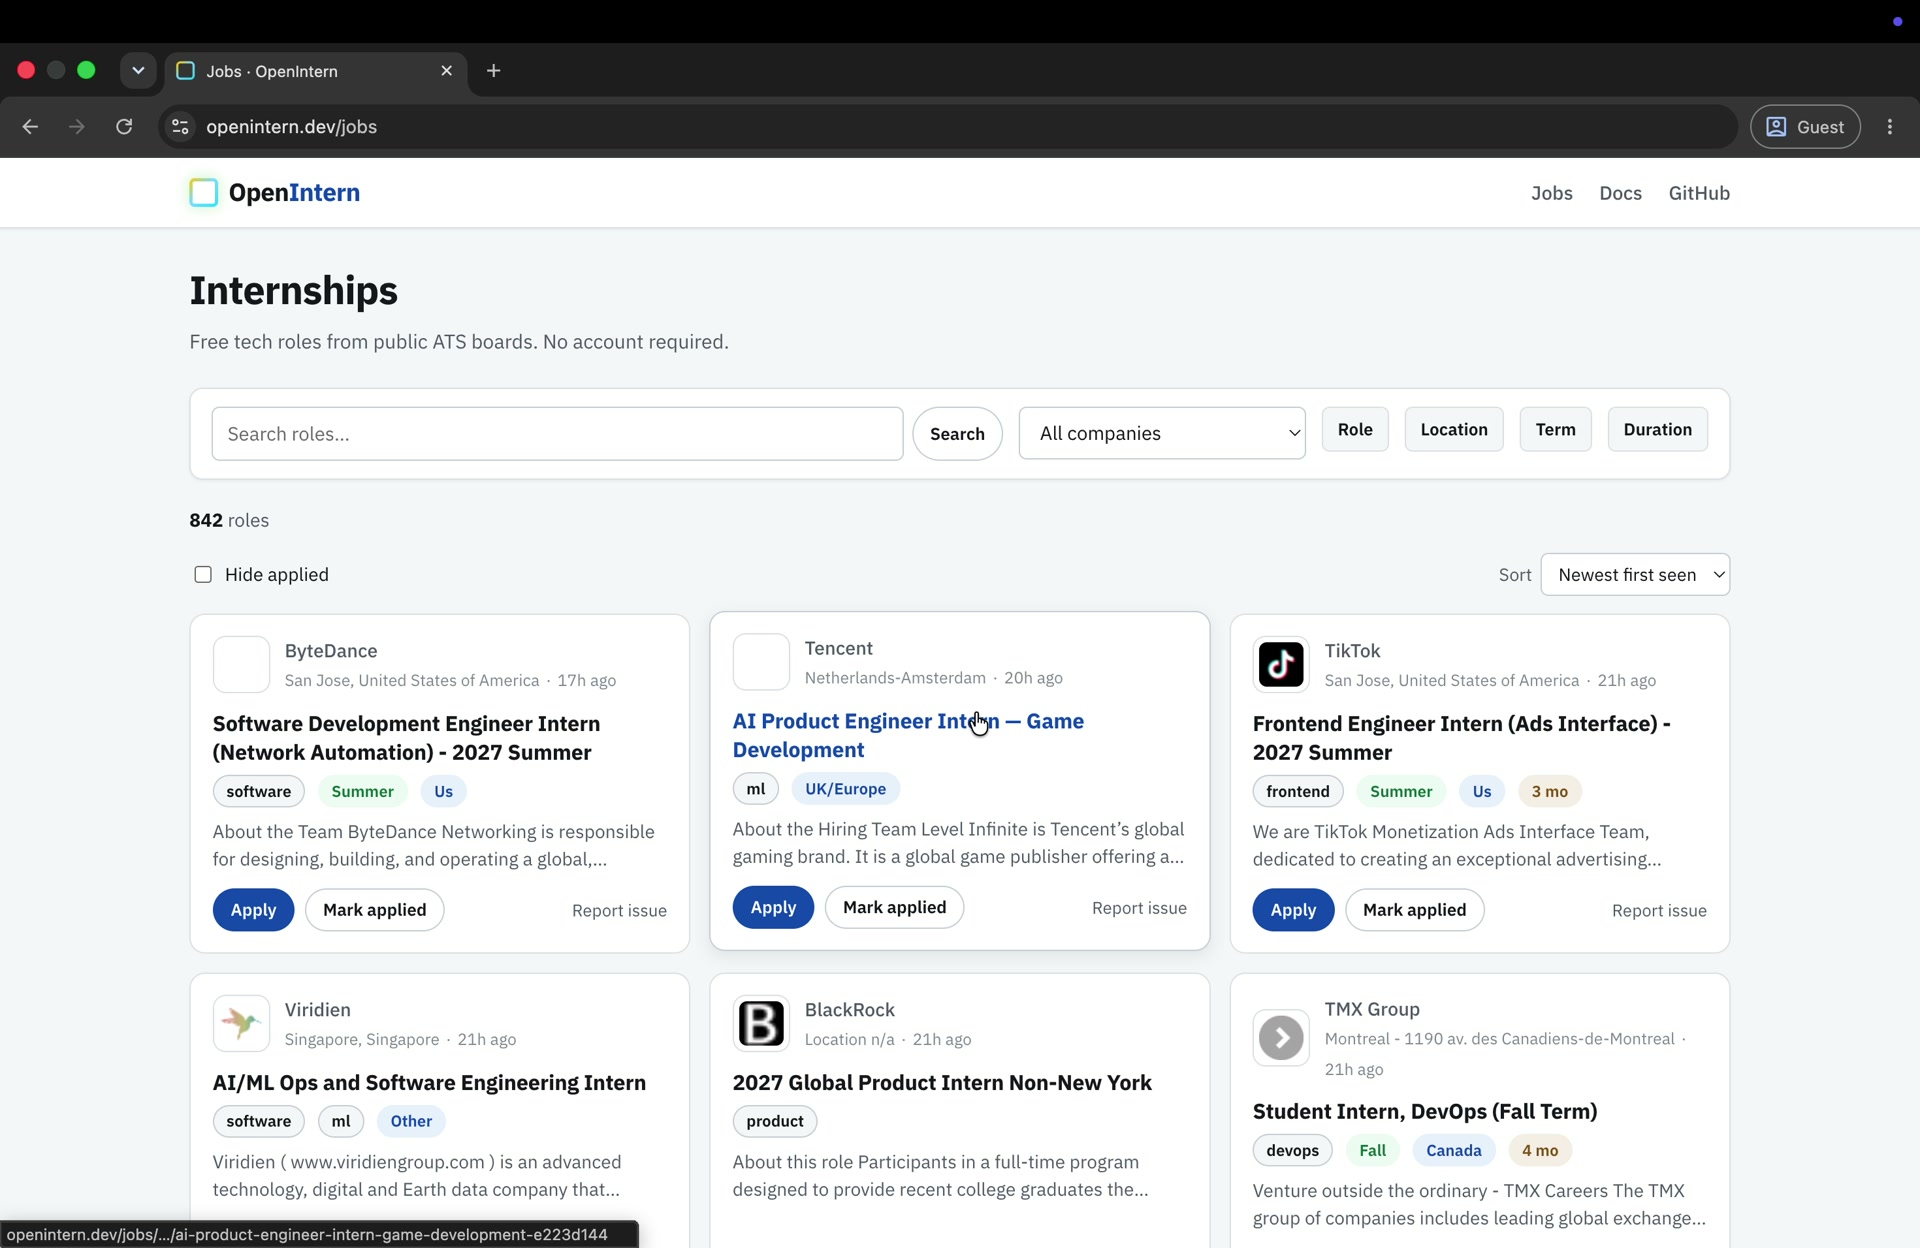 Jobs · OpenIntern
openintern.dev/jobs
Guest
OpenIntern
Jobs
Docs
GitHub
Internships
Free tech roles from public ATS boards. No account required.
Search roles...
Search
All companies
Role
Location
Term
Duration
842 roles
Hide applied
Sort
Newest first seen
ByteDance
San Jose, United States of America · 17h ago
Software Development Engineer Intern
(Network Automation) - 2027 Summer
software
Summer
Us
About the Team ByteDance Networking is responsible
for designing, building, and operating a global,...
Apply
Mark applied
Report issue
Tencent
Netherlands-Amsterdam · 20h ago
AI Product Engineer Intern — Game
Development
ml
UK/Europe
About the Hiring Team Level Infinite is Tencent’s global
gaming brand. It is a global game publisher offering a...
Apply
Mark applied
Report issue
TikTok
San Jose, United States of America · 21h ago
Frontend Engineer Intern (Ads Interface) -
2027 Summer
frontend
Summer
Us
3 mo
We are TikTok Monetization Ads Interface Team,
dedicated to creating an exceptional advertising...
Apply
Mark applied
Report issue
Viridien
Singapore, Singapore · 21h ago
AI/ML Ops and Software Engineering Intern
software
ml
Other
Viridien ( www.viridiengroup.com ) is an advanced
technology, digital and Earth data company that...
B
BlackRock
Location n/a · 21h ago
2027 Global Product Intern Non-New York
product
About this role Participants in a full-time program
designed to provide recent college graduates the...
TMX Group
Montreal - 1190 av. des Canadiens-de-Montreal ·
21h ago
Student Intern, DevOps (Fall Term)
devops
Fall
Canada
4 mo
Venture outside the ordinary - TMX Careers The TMX
group of companies includes leading global exchange...
openintern.dev/jobs/.../ai-product-engineer-intern-game-development-e223d144